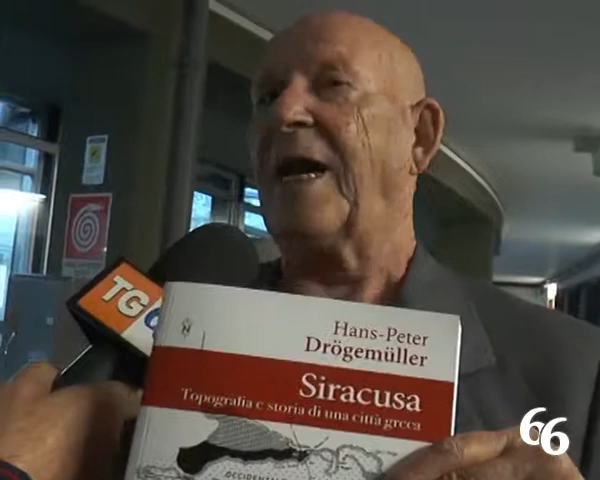 TG
Hans-Peter
Drögemüller
Siracusa
Topografia e storia di una città greca
66